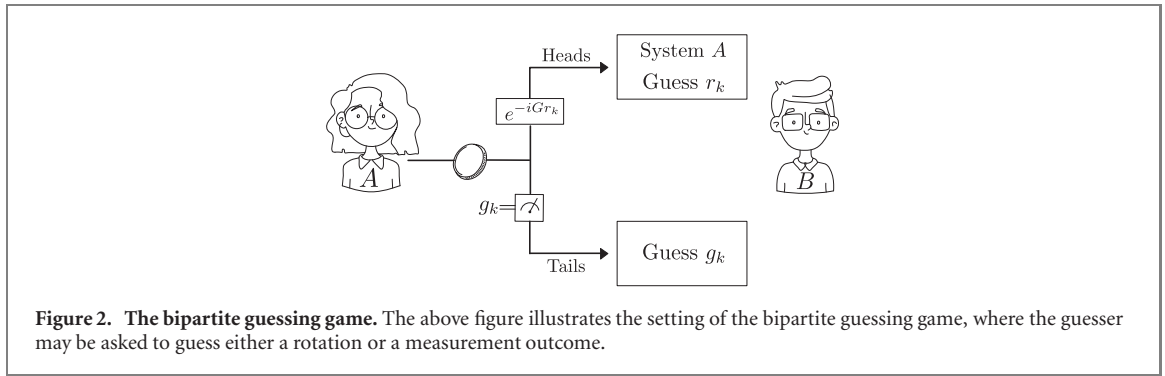 Heads
System A
Guess r_k
e^{-iGr_k}
A
B
g_k=
Guess g_k
Tails
Figure 2. The bipartite guessing game. The above figure illustrates the setting of the bipartite guessing game, where the guesser
may be asked to guess either a rotation or a measurement outcome.